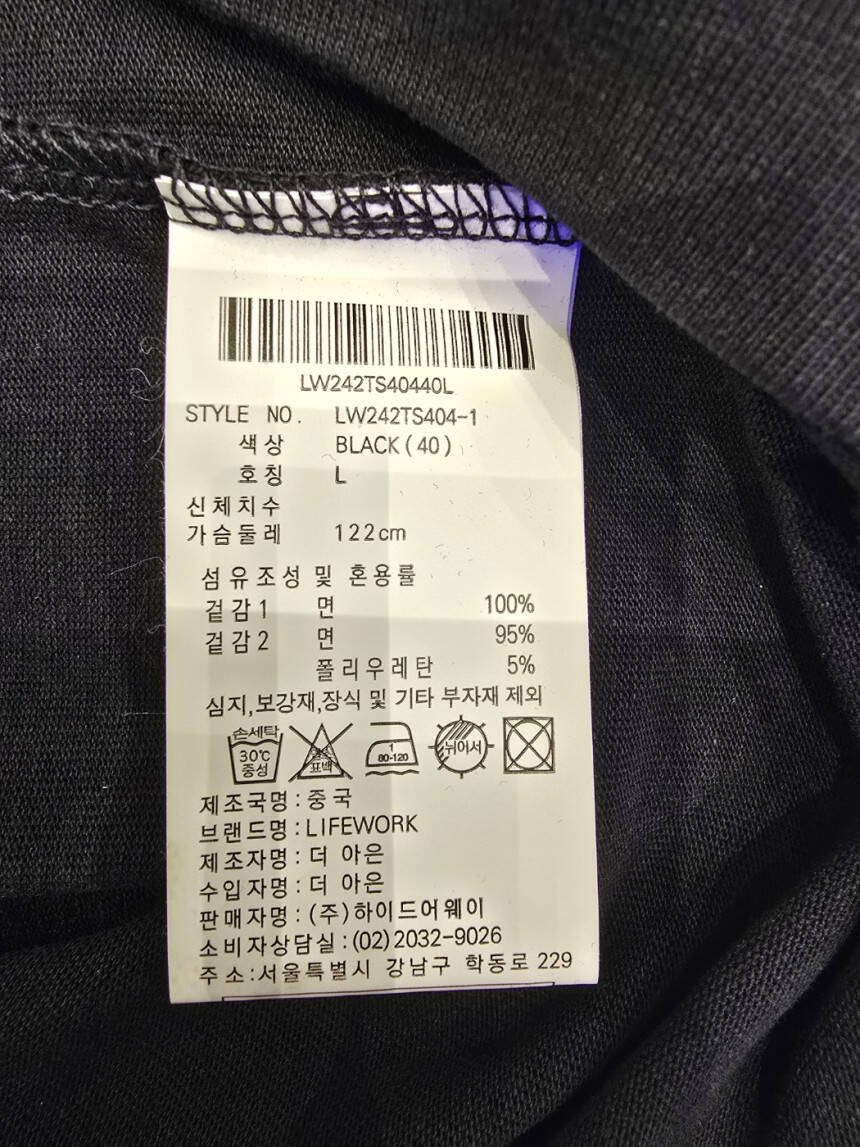 LW242TS40440L
STYLE NO. LW242TS404-1
색상 BLACK(40)
호칭 L
신체치수
가슴둘레 122cm
섬유조성 및 혼용률
겉감1 면 100%
겉감2 면 95%
폴리우레탄 5%
심지,보강재,장식 및 기타 부자재 제외
손세탁
30℃
중성
표백
1
80-120
뉘어서
제조국명:중국
브랜드명:LIFEWORK
제조자명:더 아은
수입자명:더 아은
판매자명:(주)하이드어웨이
소비자상담실:(02)2032-9026
주소:서울특별시 강남구 학동로 229